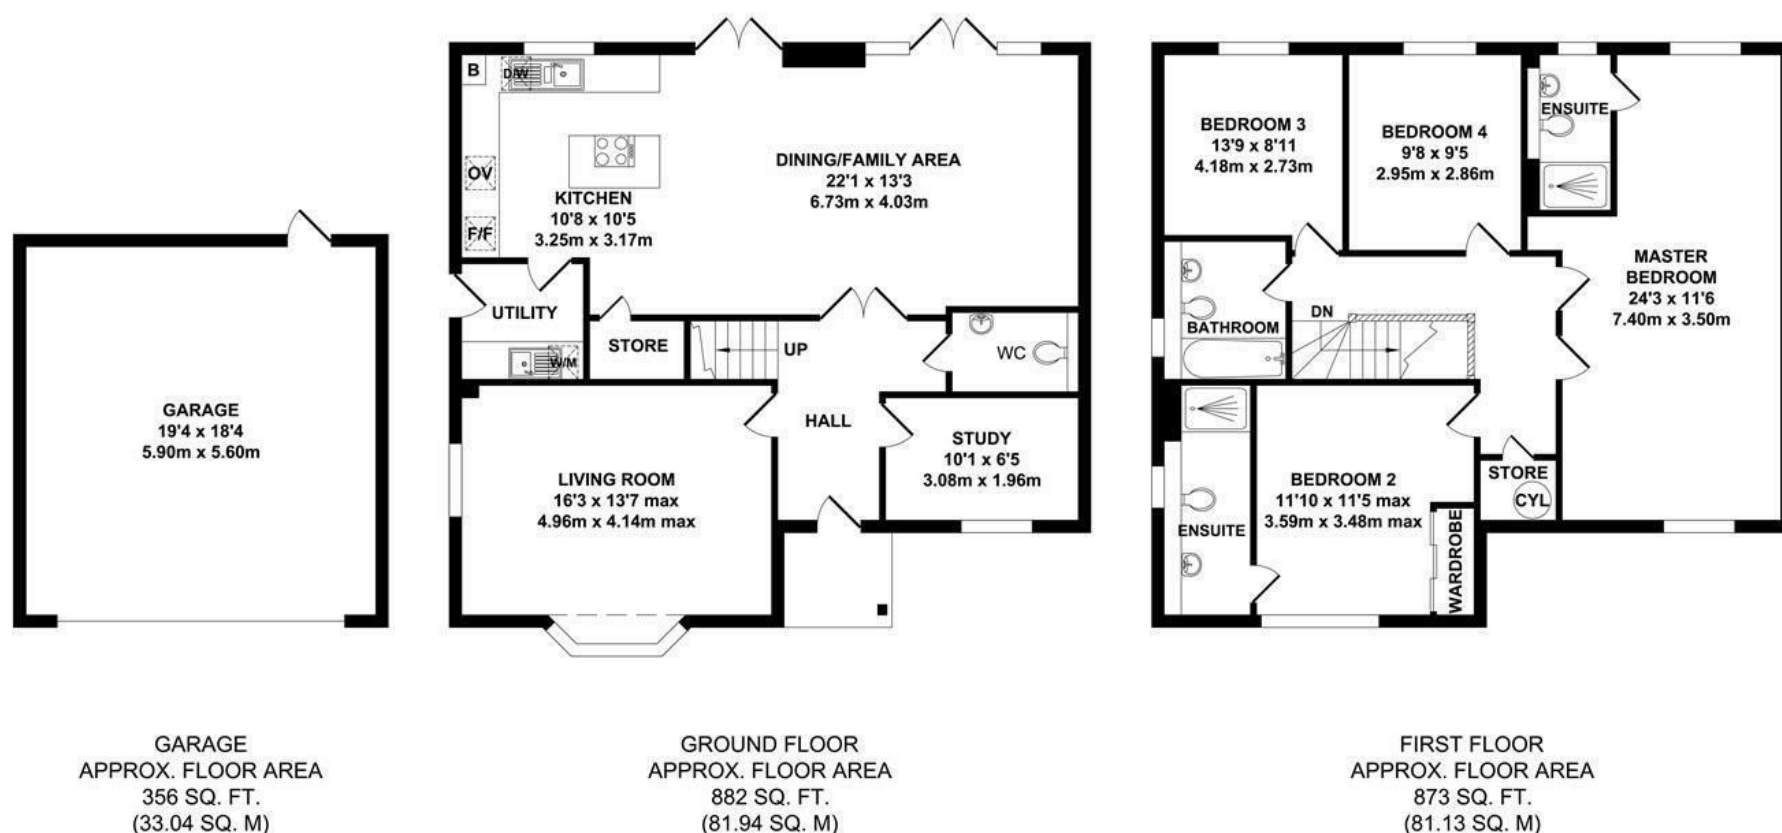 GARAGE
19'4 x 18'4
5.90m x 5.60m
B
D/W
OV
F/F
KITCHEN
10'8 x 10'5
3.25m x 3.17m
DINING/FAMILY AREA
22'1 x 13'3
6.73m x 4.03m
UTILITY
W/M
STORE
UP
WC
HALL
LIVING ROOM
16'3 x 13'7 max
4.96m x 4.14m max
STUDY
10'1 x 6'5
3.08m x 1.96m
BEDROOM 3
13'9 x 8'11
4.18m x 2.73m
BEDROOM 4
9'8 x 9'5
2.95m x 2.86m
ENSUITE
MASTER
BEDROOM
24'3 x 11'6
7.40m x 3.50m
BATHROOM
DN
ENSUITE
BEDROOM 2
11'10 x 11'5 max
3.59m x 3.48m max
WARDROBE
STORE
CYL
GARAGE
APPROX. FLOOR AREA
356 SQ. FT.
(33.04 SQ. M)
GROUND FLOOR
APPROX. FLOOR AREA
882 SQ. FT.
(81.94 SQ. M)
FIRST FLOOR
APPROX. FLOOR AREA
873 SQ. FT.
(81.13 SQ. M)